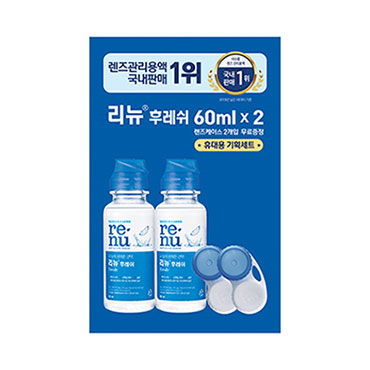 렌즈관리용액
국내판매 1위
국내
판매 1위
리뉴® 후레쉬 60ml x 2
렌즈케이스 2개입 무료증정
휴대용 기획세트
re
nu
리뉴® 후레쉬
re
nu
리뉴® 후레쉬